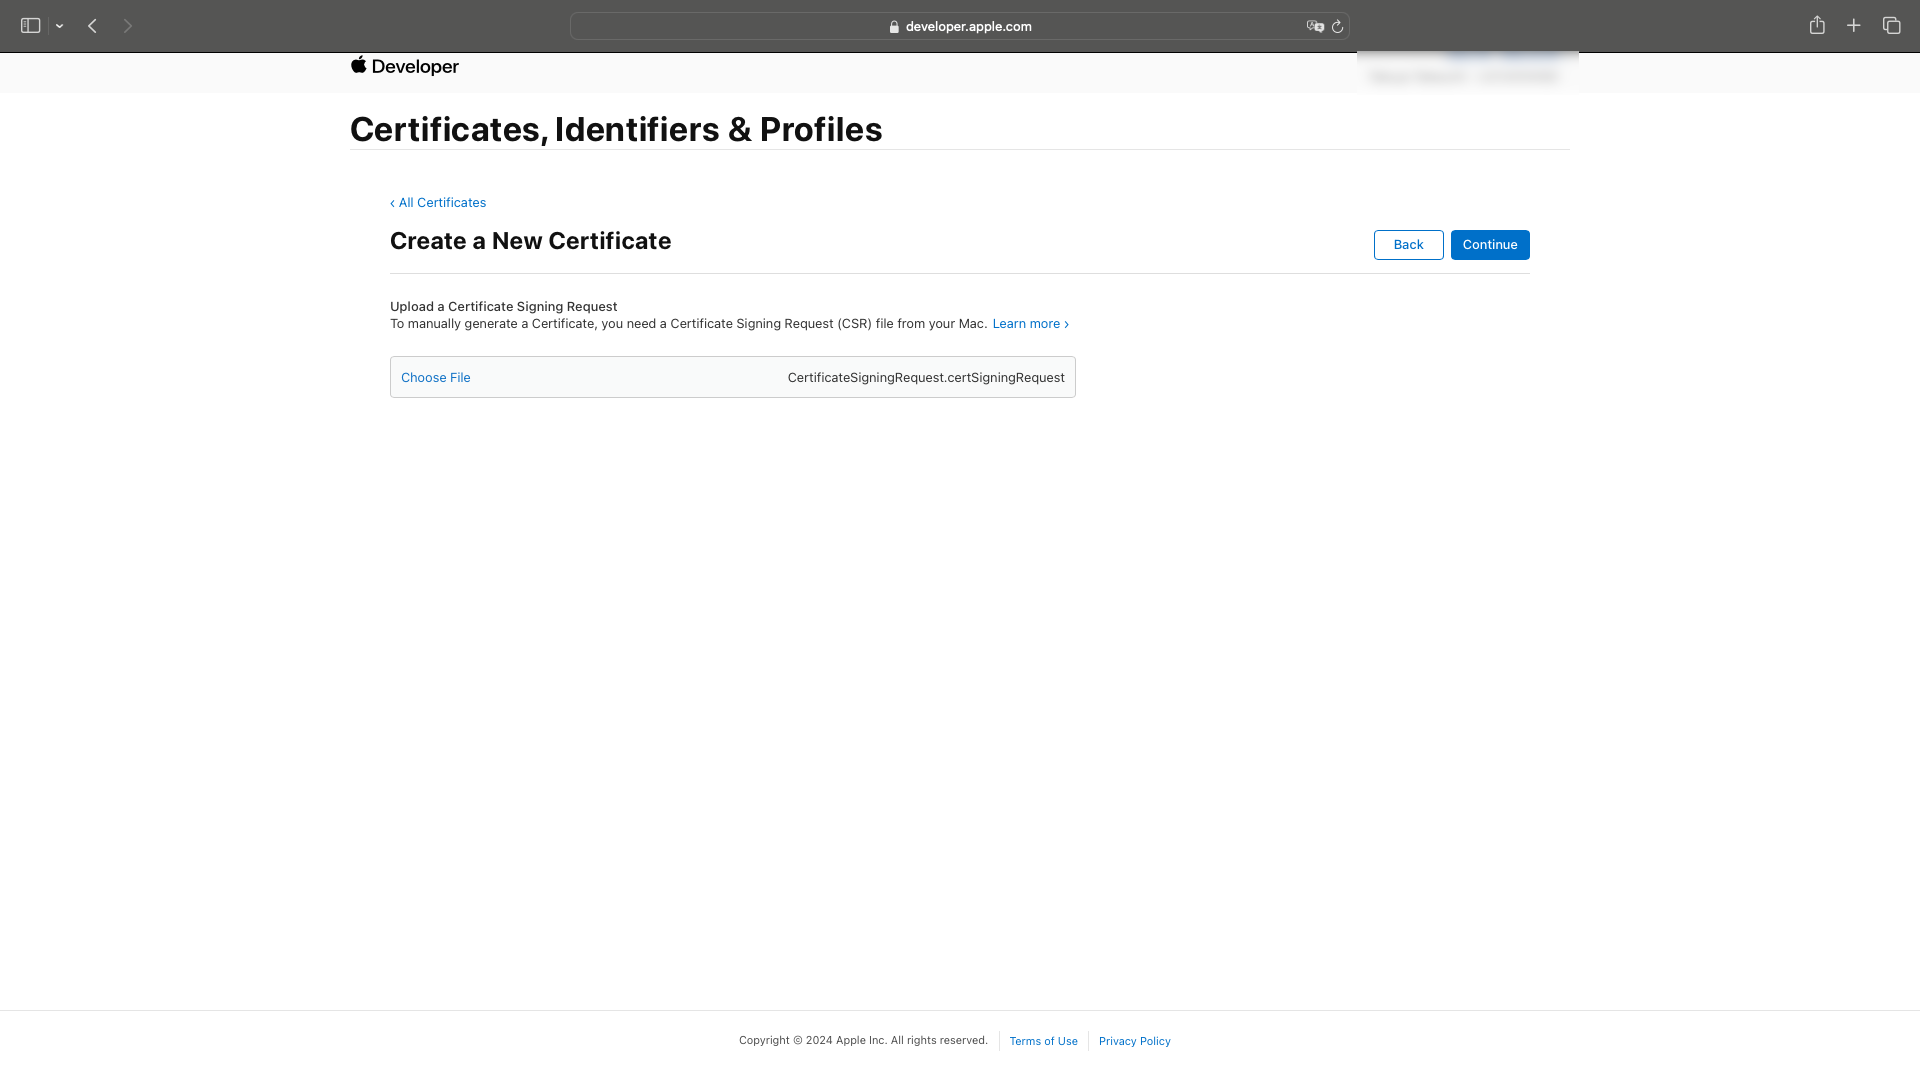 developer.apple.com
Developer
Certificates, Identifiers & Profiles
‹ All Certificates
Create a New Certificate
Back
Continue
Upload a Certificate Signing Request
To manually generate a Certificate, you need a Certificate Signing Request (CSR) file from your Mac. Learn more ›
Choose File
CertificateSigningRequest.certSigningRequest
Copyright © 2024 Apple Inc. All rights reserved.
Terms of Use
Privacy Policy